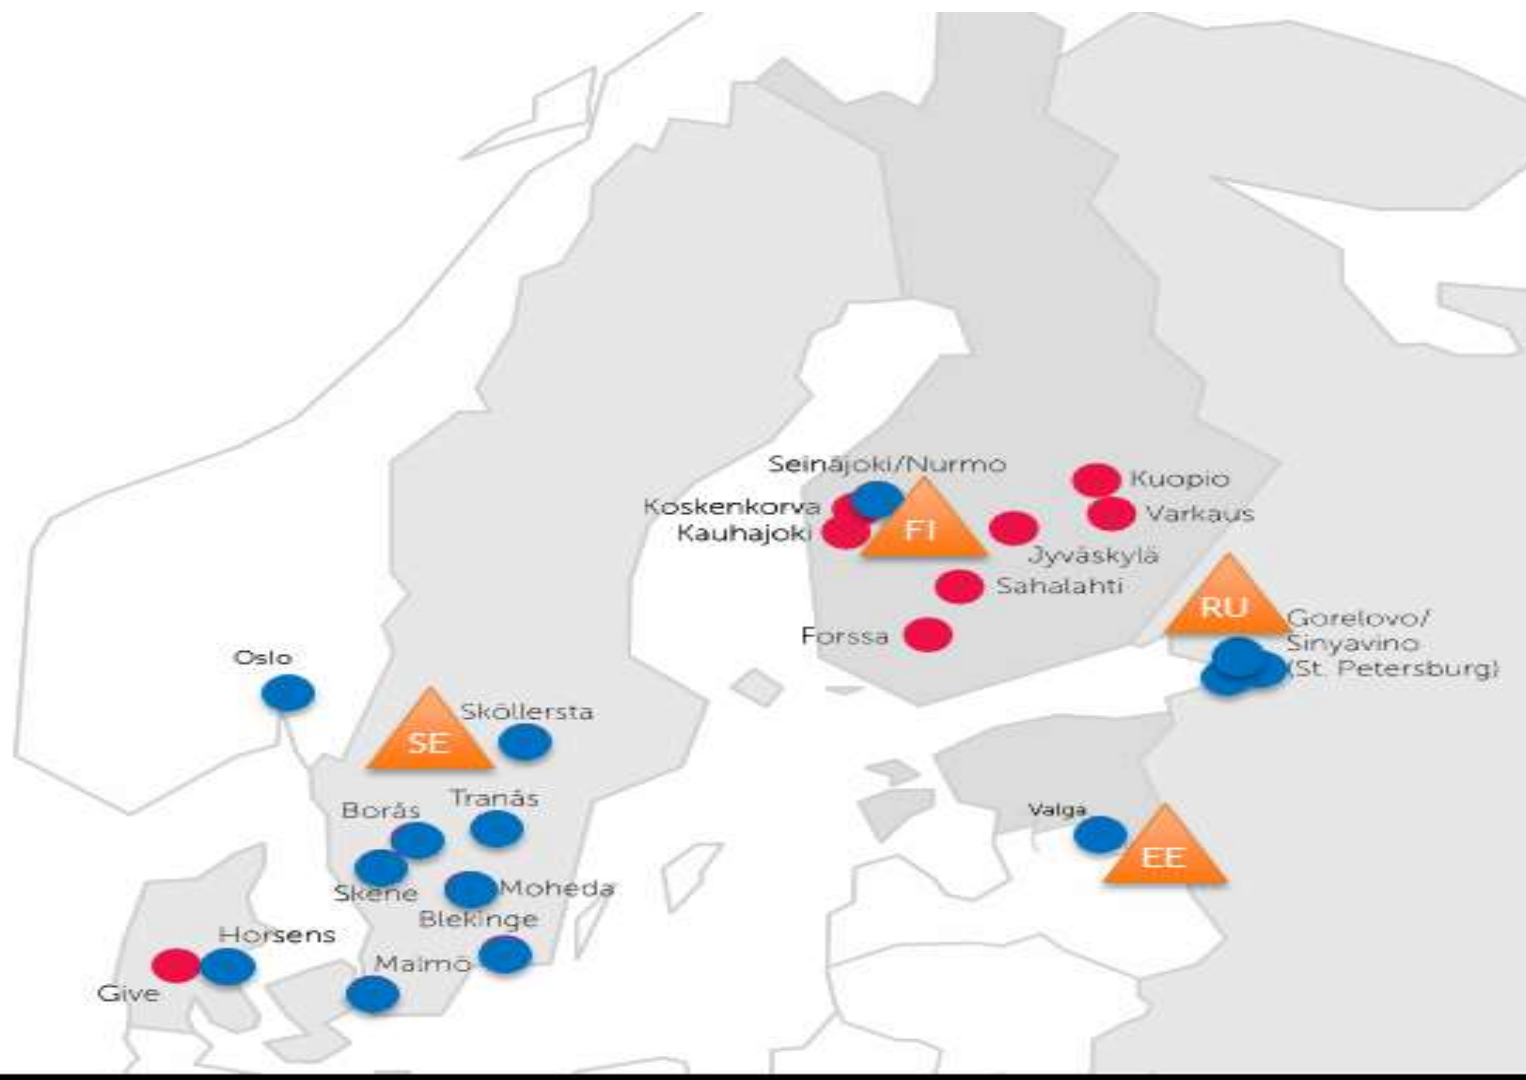 Seinäjoki/Nurmo
Kuopio
Koskenkorva
Varkaus
FI
Kauhajoki
Jyväskylä
Sahalahti
RU
Gorelovo/
Forssa
Sinyavino
Oslo
(St. Petersburg)
Sköllersta
SE
Tranås
Borås
Valga
EE
Skene
Moheda
Blekinge
Horsens
Malmö
Give